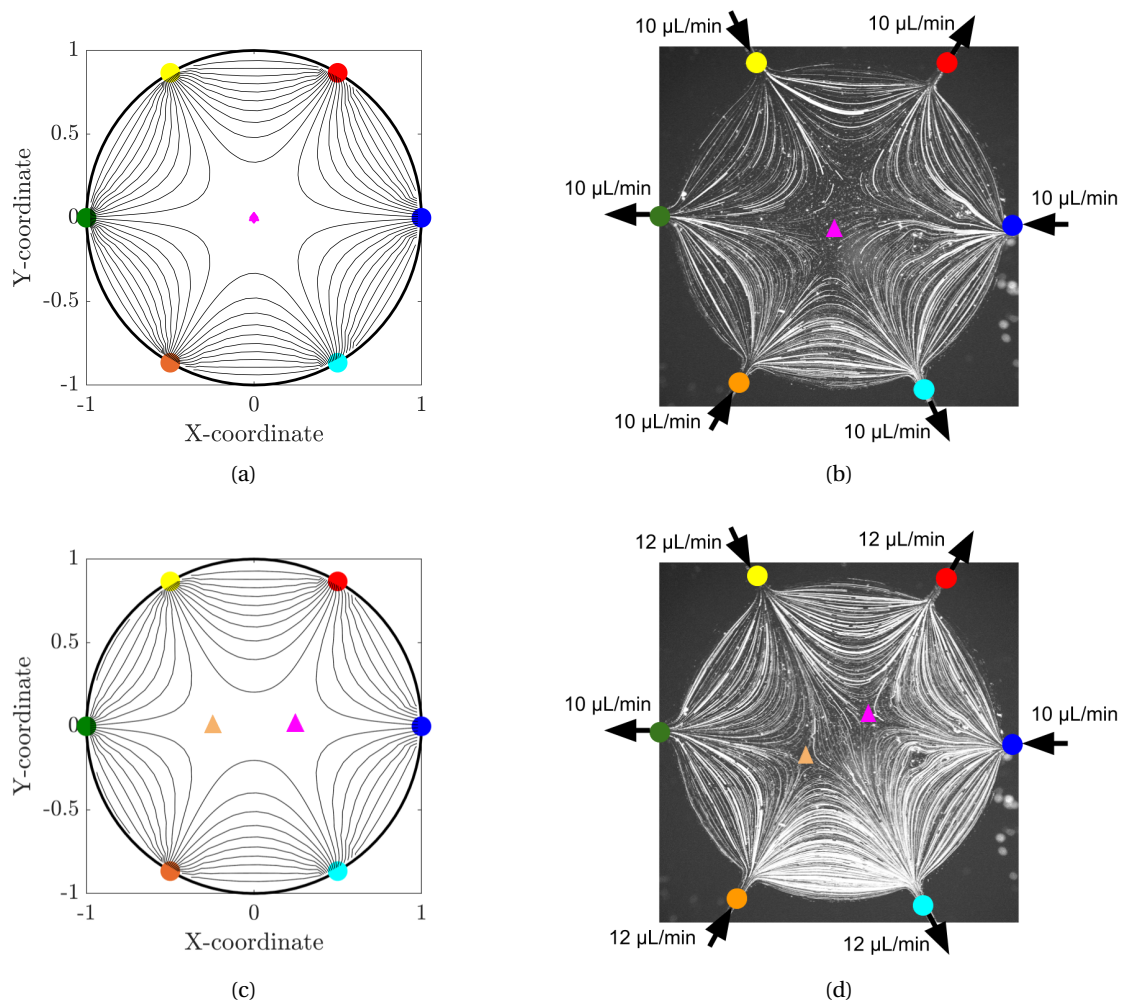 1
0.5
0
-0.5
-1
-1
0
1
Y-coordinate
X-coordinate
(a)
10 µL/min
10 µL/min
10 µL/min
10 µL/min
10 µL/min
10 µL/min
(b)
1
0.5
0
-0.5
-1
-1
0
1
Y-coordinate
X-coordinate
(c)
12 µL/min
12 µL/min
10 µL/min
10 µL/min
12 µL/min
12 µL/min
(d)